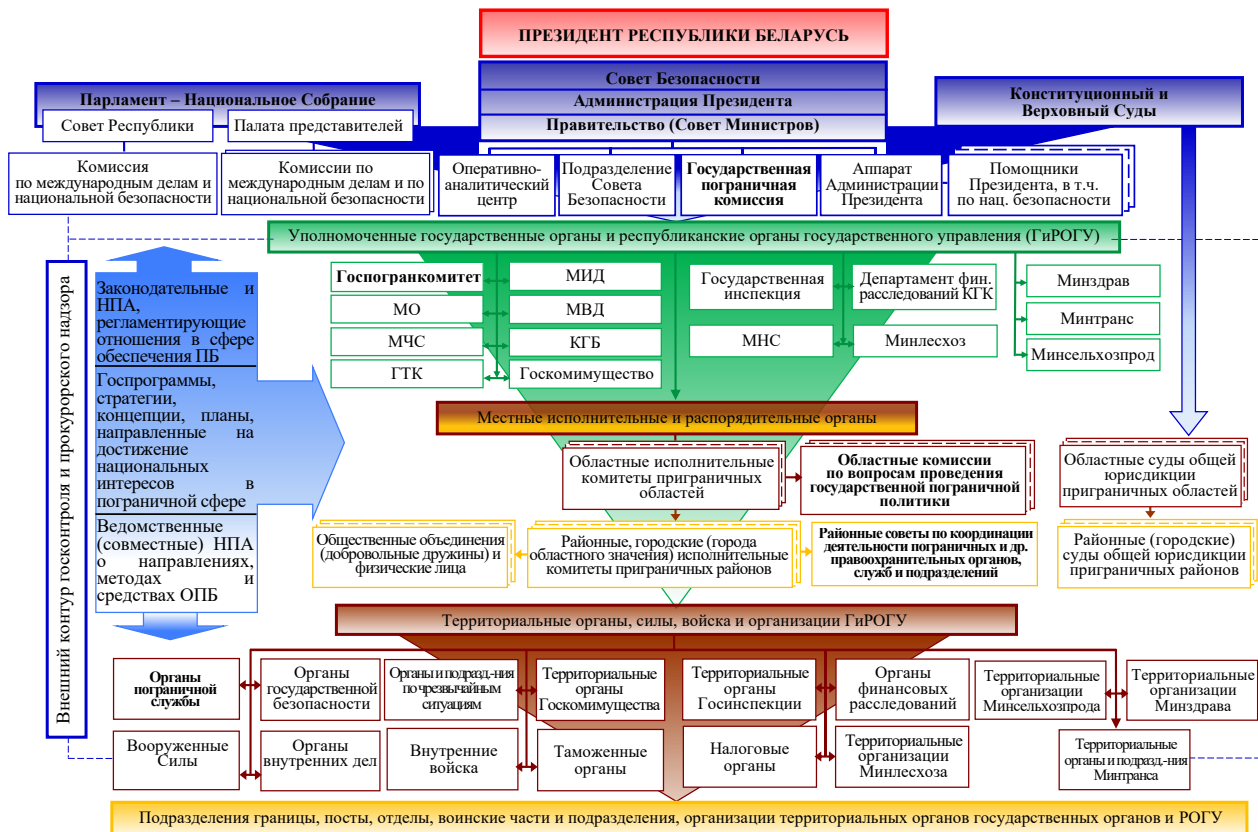 ПРЕЗИДЕНТ РЕСПУБЛИКИ БЕЛАРУСЬ
Совет Безопасности
Администрация Президента
Правительство (Совет Министров)
Парламент – Национальное Собрание
Совет Республики
Палата представителей
Конституционный и
Верховный Суды
Комиссия
по международным делам и
национальной безопасности
Комиссии по
международным делам и по
национальной безопасности
Оперативно-
аналитический
центр
Подразделение
Совета
Безопасности
Государственная
пограничная
комиссия
Аппарат
Администрации
Президента
Помощники
Президента, в т.ч.
по нац. безопасности
Уполномоченные государственные органы и республиканские органы государственного управления (ГиРОГУ)
Внешний контур госконтроля и прокурорского надзора
Законодательные и
НПА,
регламентирующие
отношения в сфере
обеспечения ПБ
Госпрограммы,
стратегии,
концепции, планы,
направленные на
достижение
национальных
интересов в
пограничной сфере
Ведомственные
(совместные) НПА
о направлениях,
методах и
средствах ОПБ
Госпогранкомитет
МИД
МО
МВД
МЧС
КГБ
ГТК
Госкомимущество
Государственная
инспекция
Департамент фин.
расследований КГК
МНС
Минлесхоз
Минздрав
Минтранс
Минсельхозпрод
Местные исполнительные и распорядительные органы
Областные исполнительные
комитеты приграничных
областей
Областные комиссии
по вопросам проведения
государственной пограничной
политики
Областные суды общей
юрисдикции
приграничных областей
Общественные объединения
(добровольные дружины) и
физические лица
Районные, городские (города
областного значения) исполнительные
комитеты приграничных районов
Районные советы по координации
деятельности пограничных и др.
правоохранительных органов,
служб и подразделений
Районные (городские)
суды общей юрисдикции
приграничных районов
Территориальные органы, силы, войска и организации ГиРОГУ
Органы
пограничной
службы
Органы
государственной
безопасности
Органы и подразд.-ния
по чрезвычайным
ситуациям
Территориальные
органы
Госкомимущества
Территориальные
органы
Госинспекции
Органы
финансовых
расследований
Территориальные
организации
Минсельхозпрода
Территориальные
организации
Минздрава
Вооруженные
Силы
Органы
внутренних дел
Внутренние
войска
Таможенные
органы
Налоговые
органы
Территориальные
организации
Минлесхоза
Территориальные
органы и подразд.-ния
Минтранса
Подразделения границы, посты, отделы, воинские части и подразделения, организации территориальных органов государственных органов и РОГУ